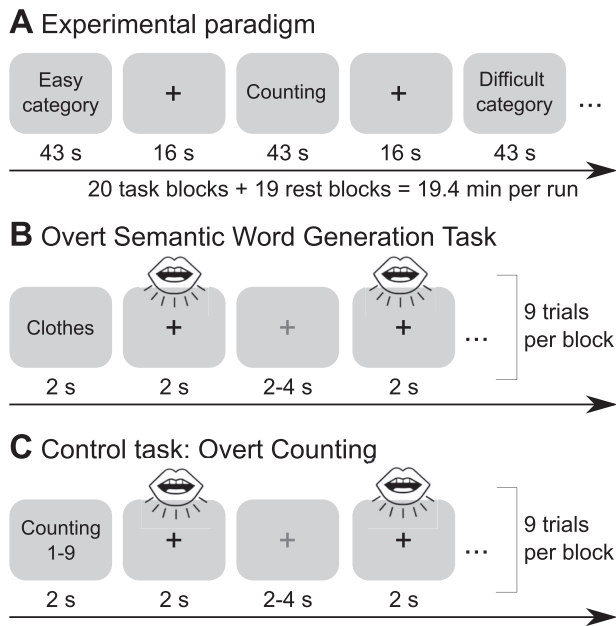 A Experimental paradigm
Easy category + Counting + Difficult category ...
43 s 16 s 43 s 16 s 43 s
20 task blocks + 19 rest blocks = 19.4 min per run
B Overt Semantic Word Generation Task
Clothes + + + ... 9 trials per block
2 s 2 s 2-4 s 2 s
C Control task: Overt Counting
Counting 1-9 + + + ... 9 trials per block
2 s 2 s 2-4 s 2 s